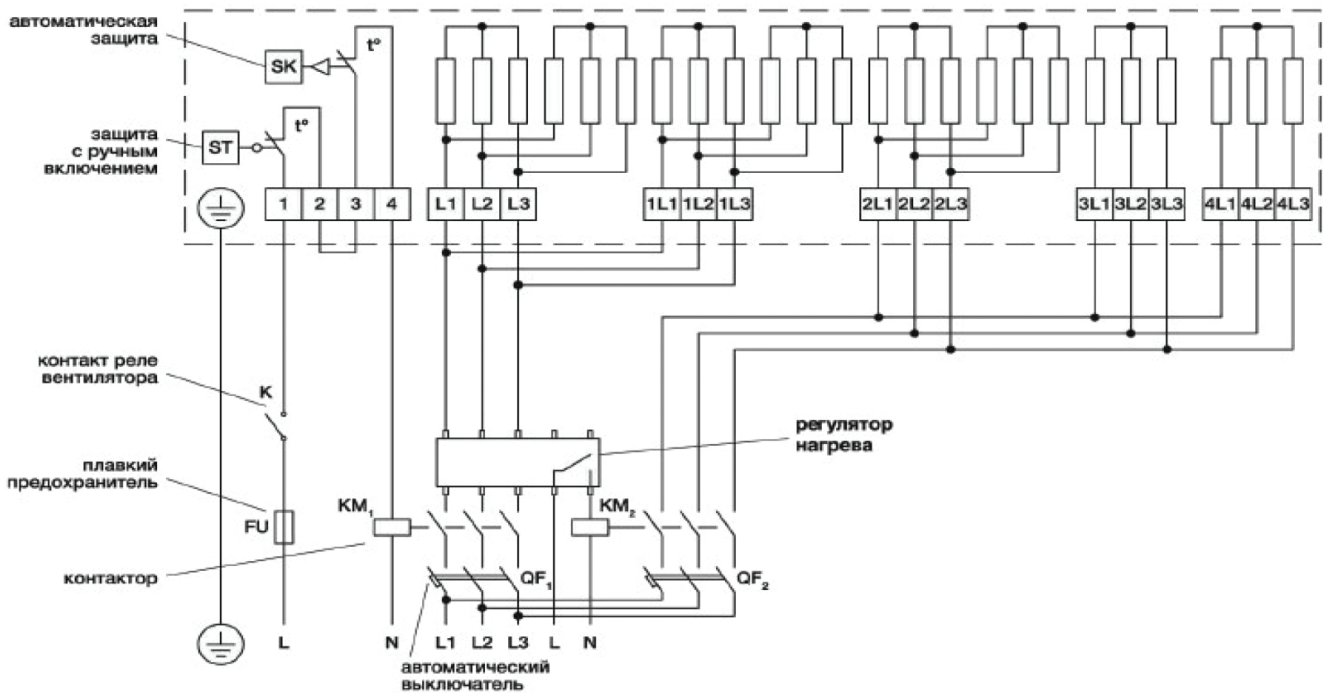 автоматическая
защита
SK
t°
защита
с ручным
включением
ST
t°
1 2 3 4
L1 L2 L3
1L1 1L2 1L3
2L1 2L2 2L3
3L1 3L2 3L3
4L1 4L2 4L3
контакт реле
вентилятора
K
регулятор
нагрева
плавкий
предохранитель
FU
KM1
KM2
контактор
QF1
QF2
L N L1 L2 L3 L N
автоматический
выключатель